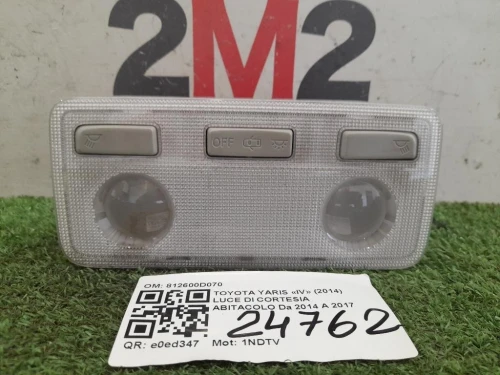 2M2
OFF
OM: 812600D070
TOYOTA YARIS «IV» (2014)
LUCE DI CORTESIA
ABITACOLO Da 2014 A 2017
24762
QR: e0ed347 Mot: 1NDTV